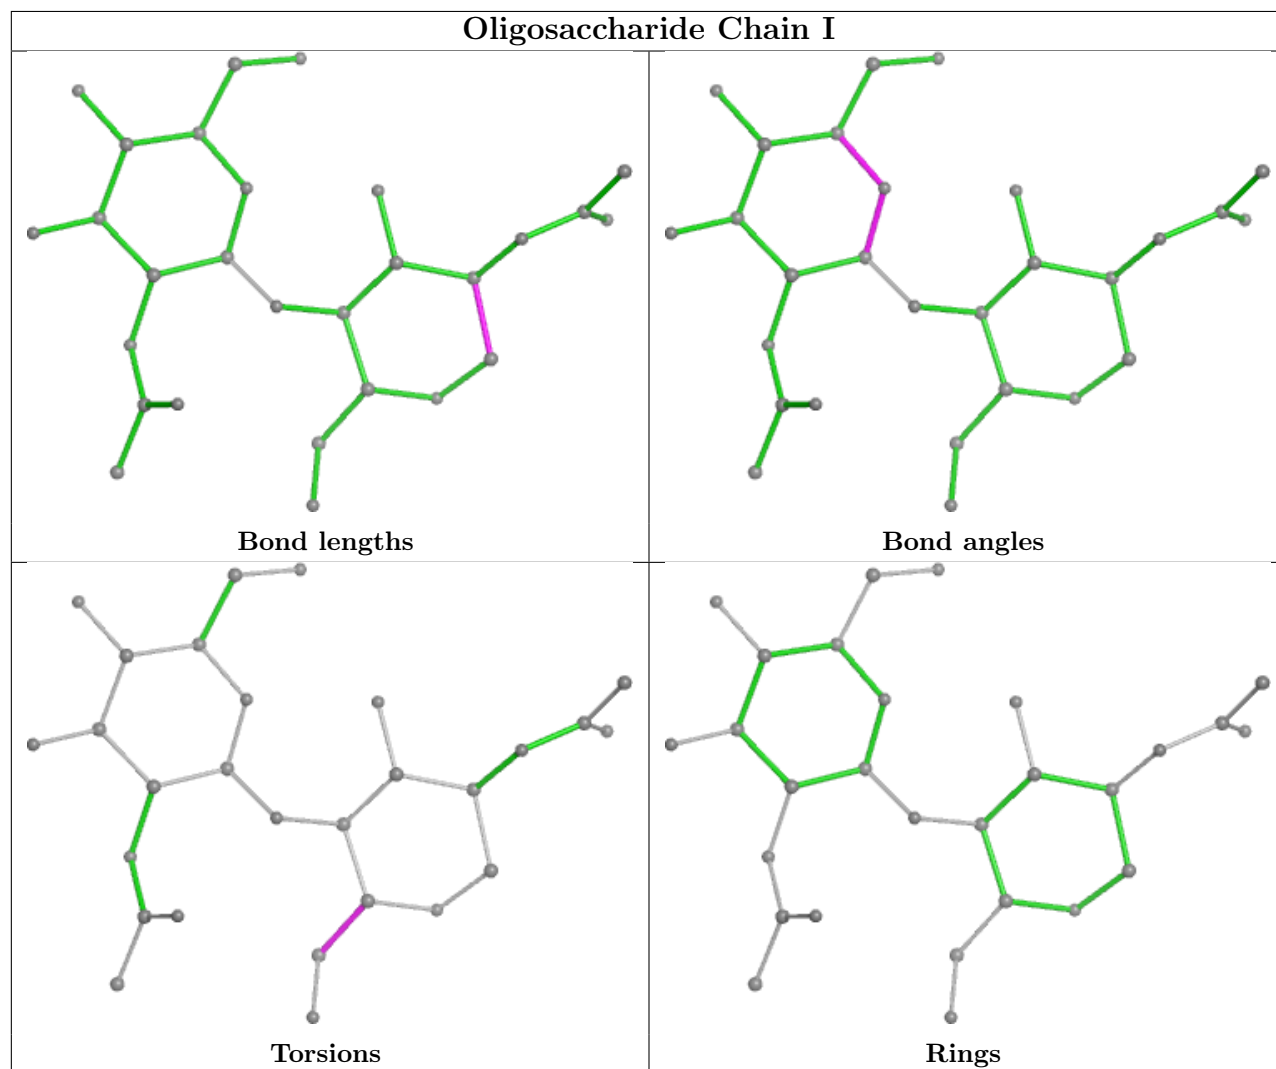 Oligosaccharide Chain I
Bond lengths
Bond angles
Torsions
Rings